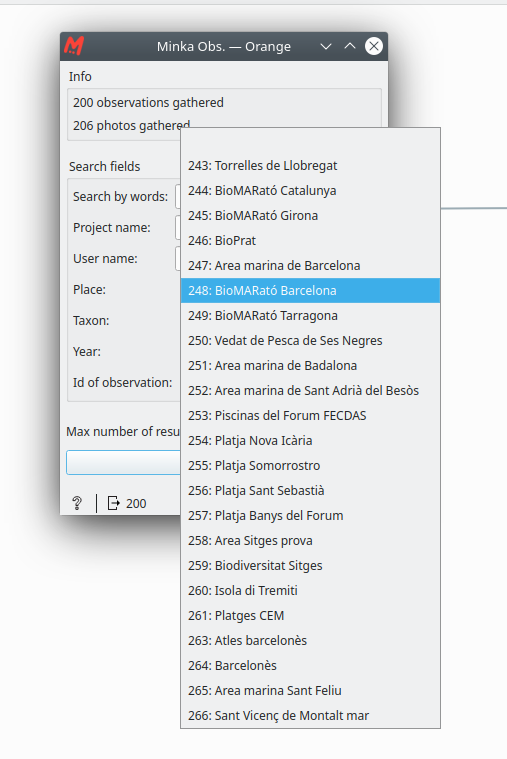 Minka Obs. — Orange
Info
200 observations gathered
206 photos gathered
Search fields
Search by words:
Project name:
User name:
Place:
Taxon:
Year:
Id of observation:
Max number of resu
? 200
243: Torrelles de Llobregat
244: BioMARató Catalunya
245: BioMARató Girona
246: BioPrat
247: Area marina de Barcelona
248: BioMARató Barcelona
249: BioMARató Tarragona
250: Vedat de Pesca de Ses Negres
251: Area marina de Badalona
252: Area marina de Sant Adrià del Besòs
253: Piscinas del Forum FECDAS
254: Platja Nova Icària
255: Platja Somorrostro
256: Platja Sant Sebastià
257: Platja Banys del Forum
258: Area Sitges prova
259: Biodiversitat Sitges
260: Isola di Tremiti
261: Platges CEM
263: Atles barcelonès
264: Barcelonès
265: Area marina Sant Feliu
266: Sant Vicenç de Montalt mar